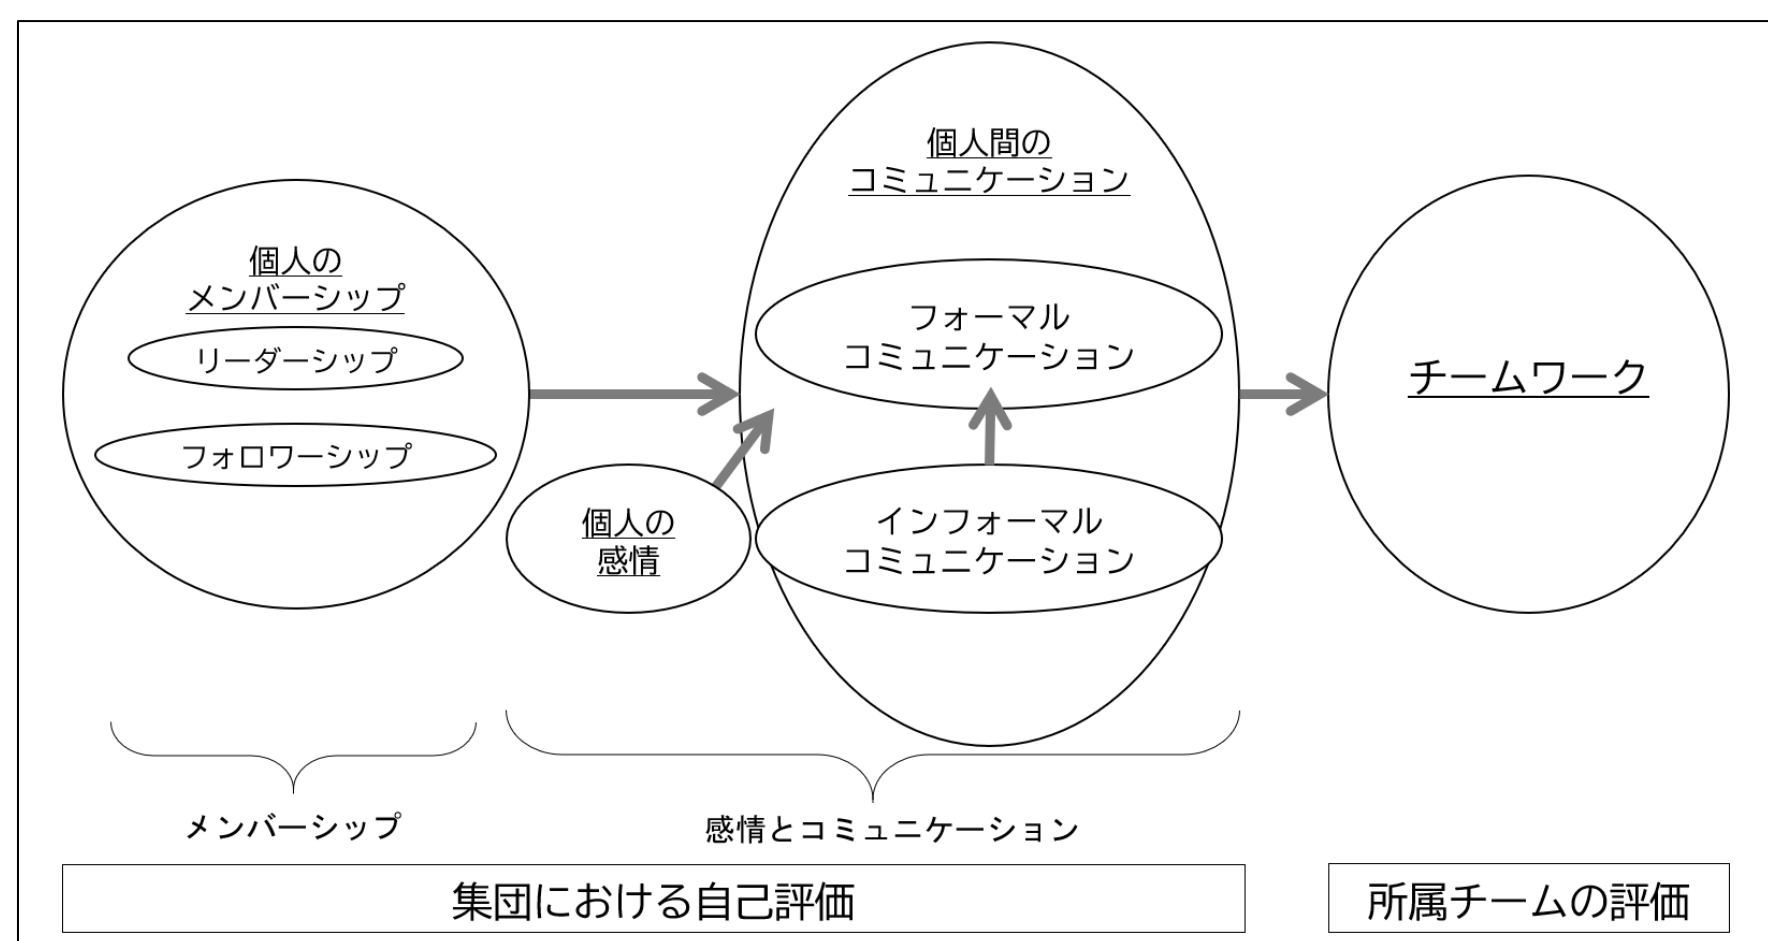 個人の
メンバーシップ
リーダーシップ
フォロワーシップ
個人の
感情
個人間の
コミュニケーション
フォーマル
コミュニケーション
インフォーマル
コミュニケーション
チームワーク
メンバーシップ
感情とコミュニケーション
集団における自己評価
所属チームの評価